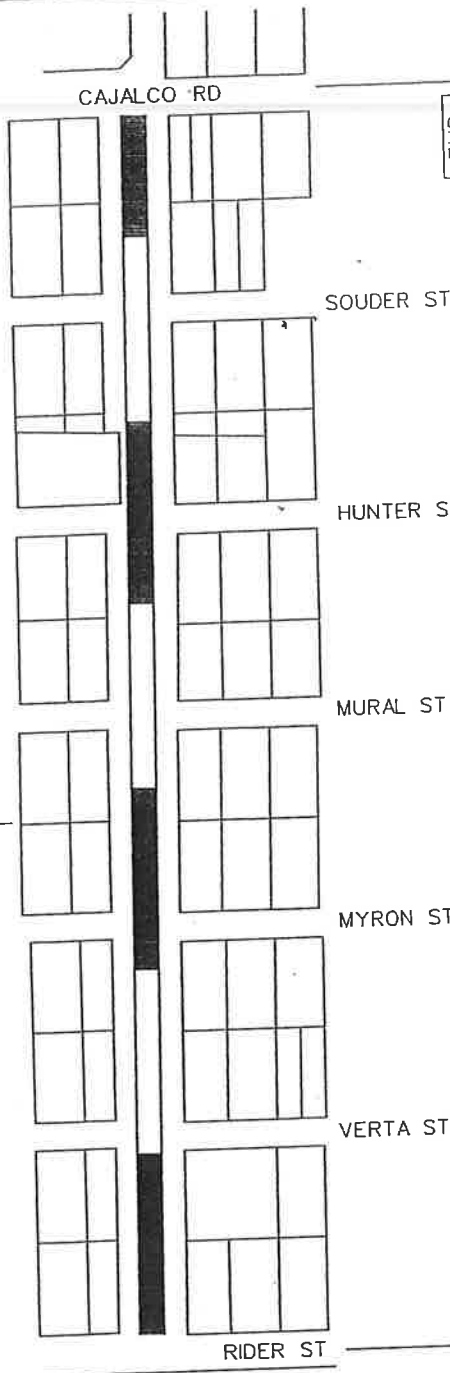 CAJALCO RD
SOUDER ST
HUNTER S
MURAL ST
MYRON ST
VERTA ST
RIDER ST